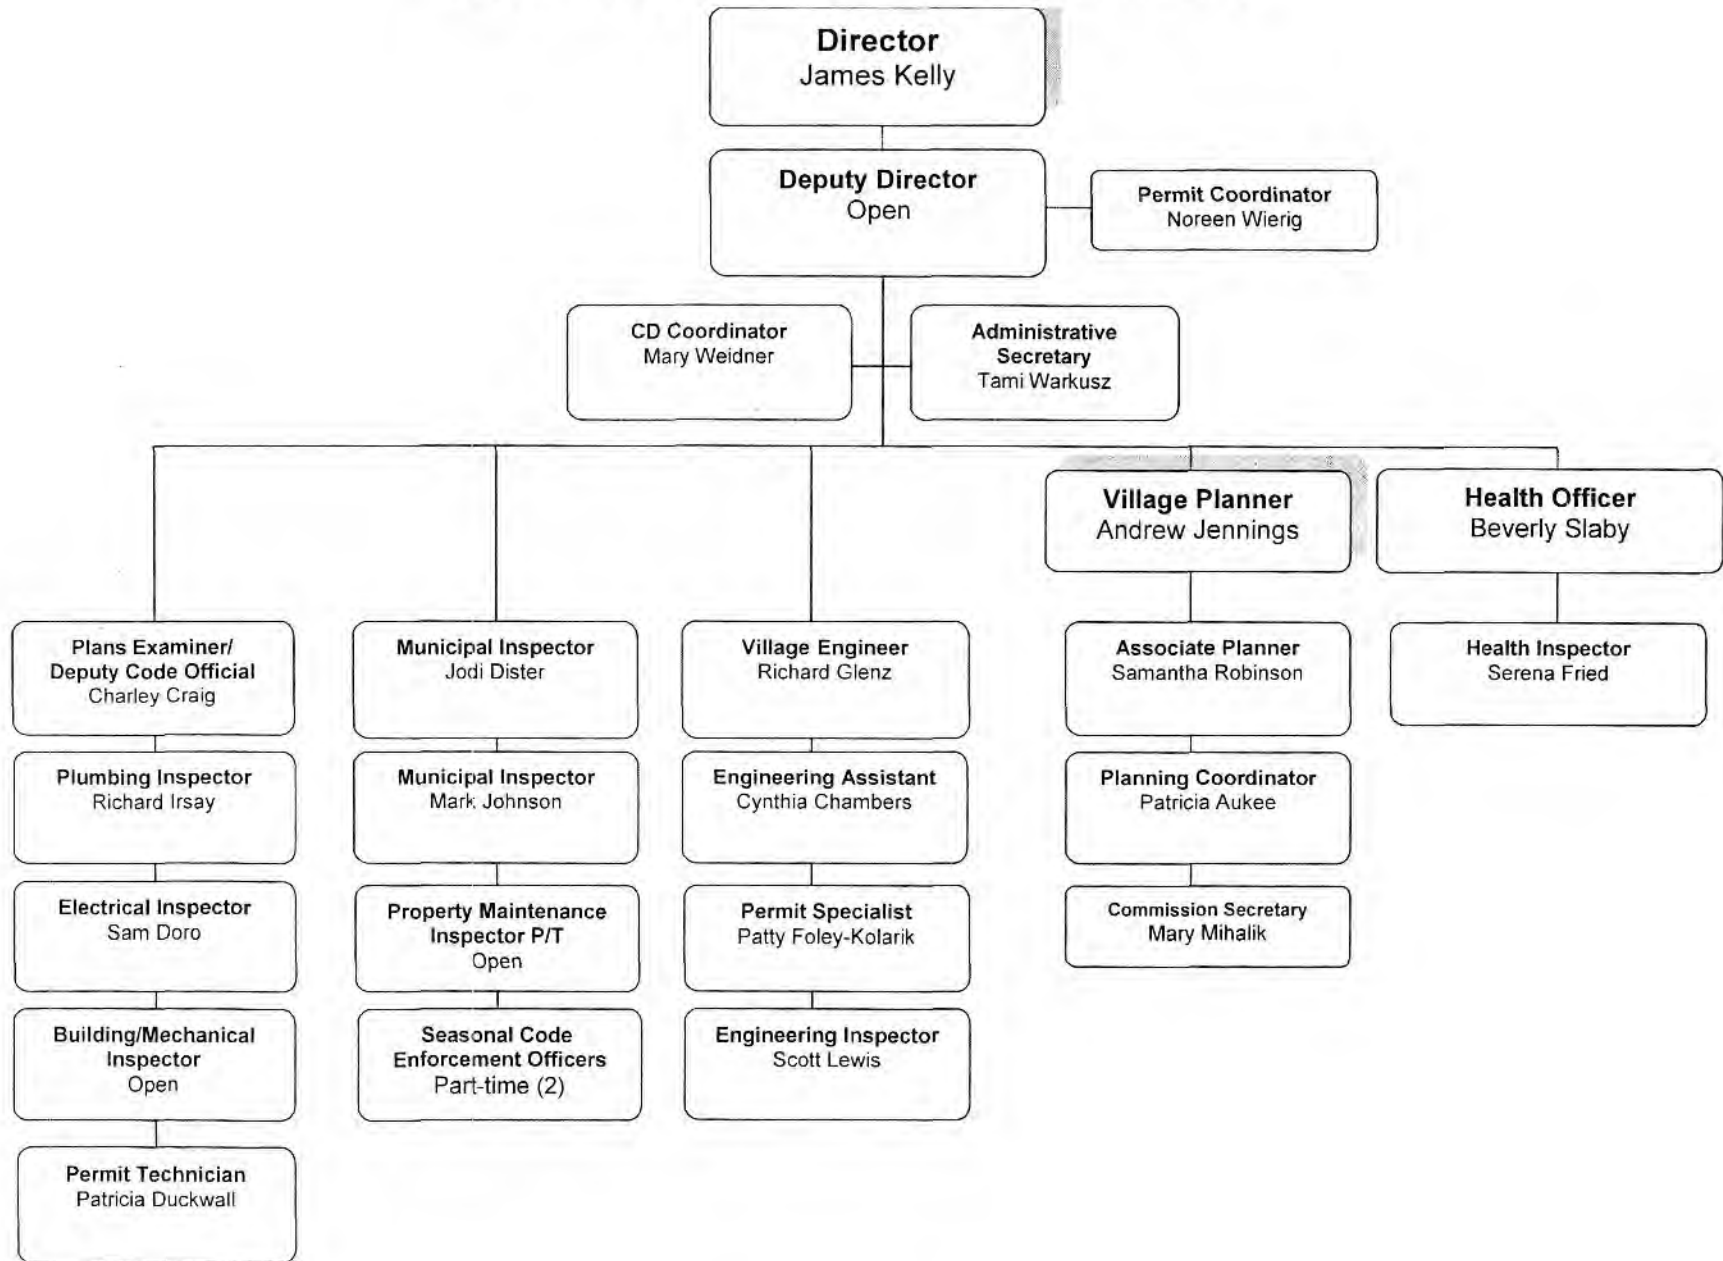 Director
James Kelly
Deputy Director
Open
Permit Coordinator
Noreen Wierig
CD Coordinator
Mary Weidner
Administrative
Secretary
Tami Warkusz
Village Planner
Andrew Jennings
Health Officer
Beverly Slaby
Plans Examiner/
Deputy Code Official
Charley Craig
Municipal Inspector
Jodi Dister
Village Engineer
Richard Glenz
Associate Planner
Samantha Robinson
Health Inspector
Serena Fried
Plumbing Inspector
Richard Irsay
Municipal Inspector
Mark Johnson
Engineering Assistant
Cynthia Chambers
Planning Coordinator
Patricia Aukee
Electrical Inspector
Sam Doro
Property Maintenance
Inspector P/T
Open
Permit Specialist
Patty Foley-Kolarik
Commission Secretary
Mary Mihalik
Building/Mechanical
Inspector
Open
Seasonal Code
Enforcement Officers
Part-time (2)
Engineering Inspector
Scott Lewis
Permit Technician
Patricia Duckwall